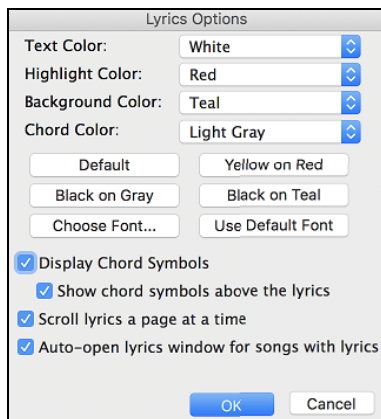 Lyrics Options
Text Color: White
Highlight Color: Red
Background Color: Teal
Chord Color: Light Gray
Default Yellow on Red
Black on Gray Black on Teal
Choose Font... Use Default Font
Display Chord Symbols
Show chord symbols above the lyrics
Scroll lyrics a page at a time
Auto-open lyrics window for songs with lyrics
OK Cancel